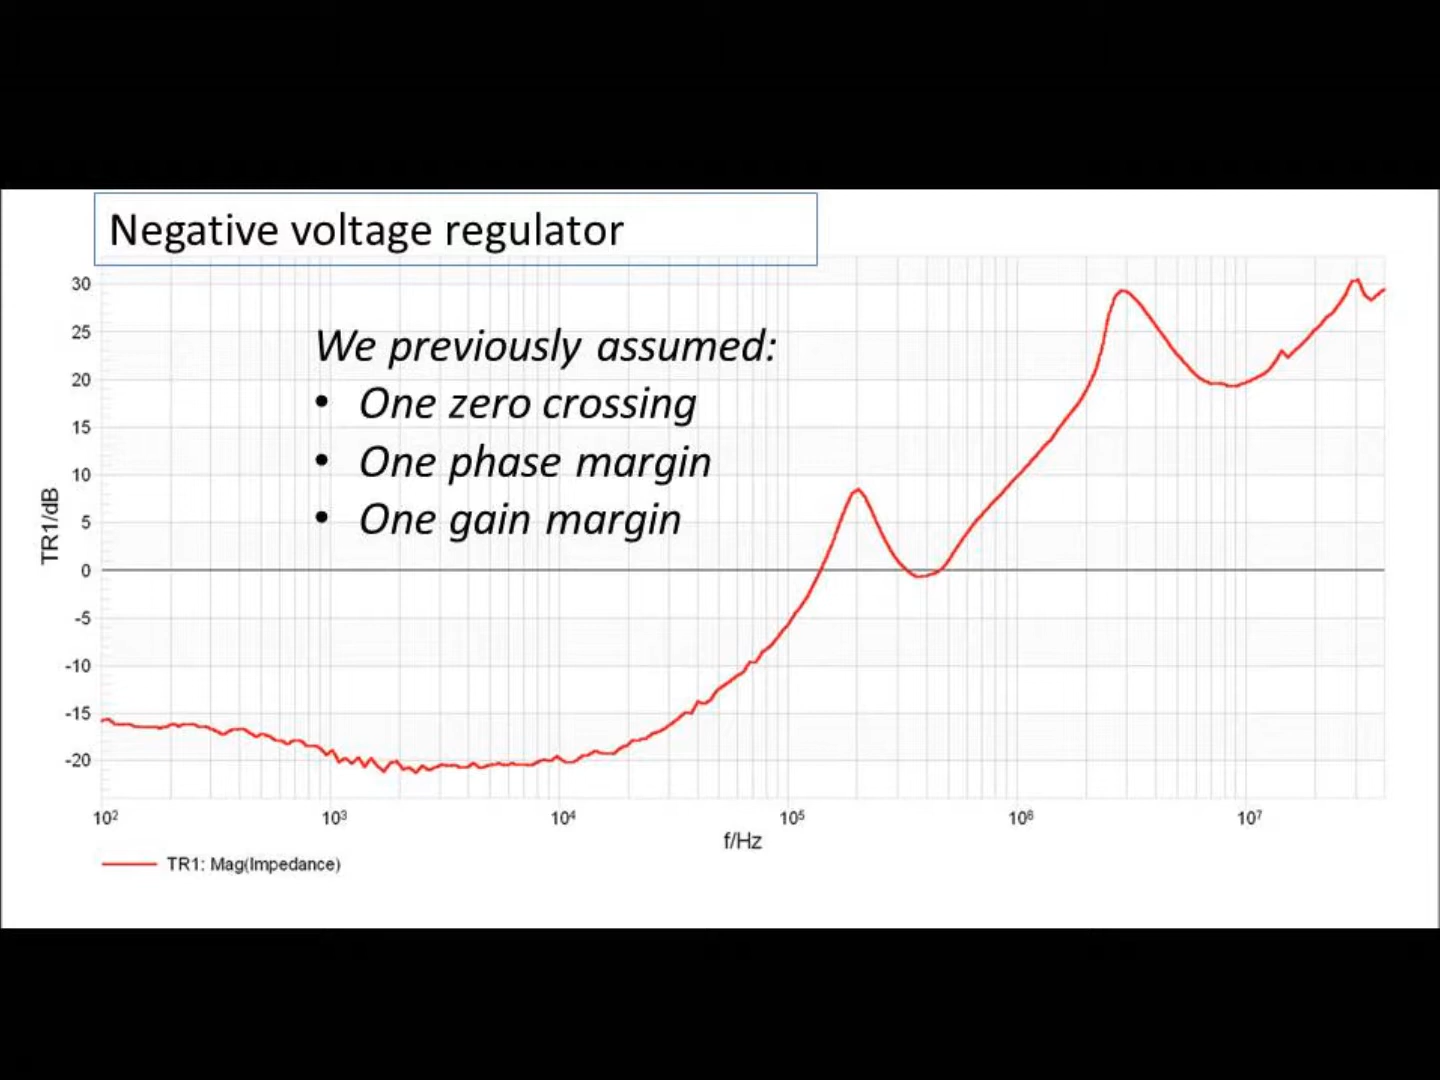 Negative voltage regulator
We previously assumed:
• One zero crossing
• One phase margin
• One gain margin
30
25
20
15
10
5
0
-5
-10
-15
-20
TR1/dB
10² 10³ 10⁴ 10⁵ 10⁶ 10⁷
f/Hz
TR1: Mag(Impedance)